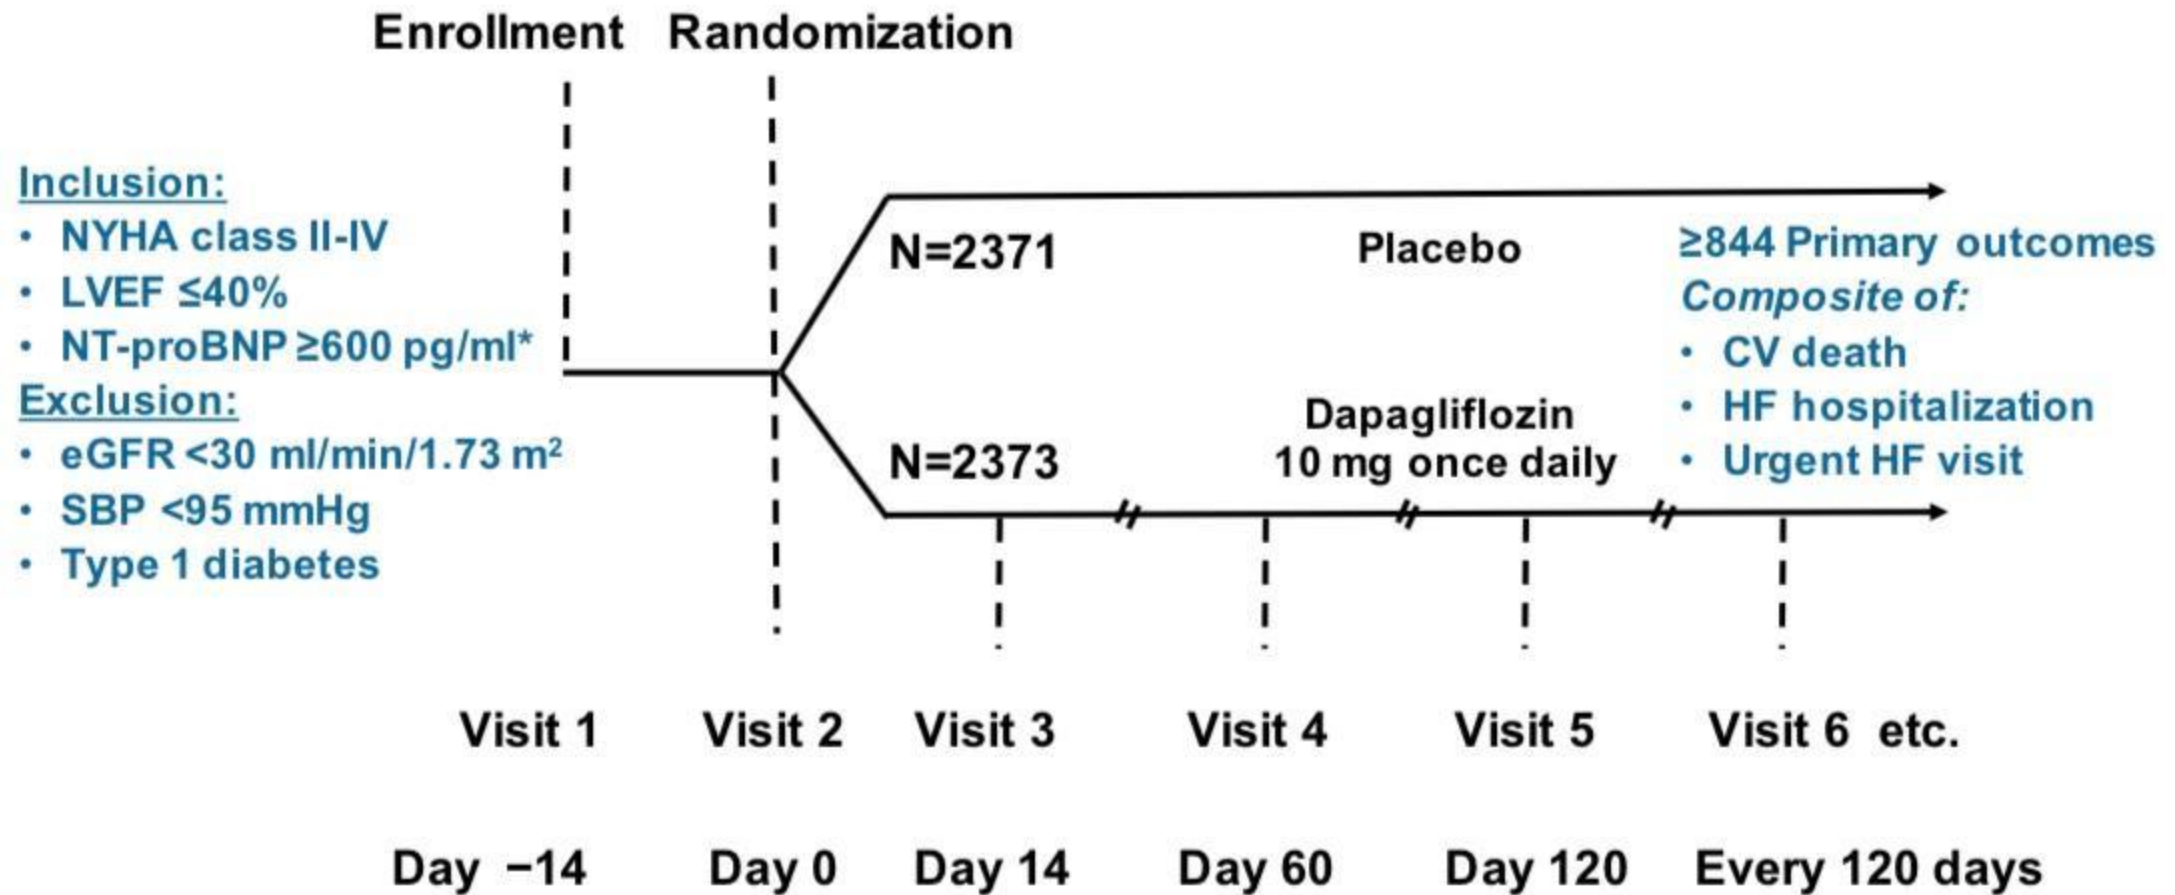 Enrollment Randomization
Inclusion:
• NYHA class II-IV
• LVEF ≤40%
• NT-proBNP ≥600 pg/ml*
Exclusion:
• eGFR <30 ml/min/1.73 m²
• SBP <95 mmHg
• Type 1 diabetes
N=2371
Placebo
N=2373
Dapagliflozin
10 mg once daily
≥844 Primary outcomes
Composite of:
• CV death
• HF hospitalization
• Urgent HF visit
Visit 1 Visit 2 Visit 3 Visit 4 Visit 5 Visit 6 etc.
Day −14 Day 0 Day 14 Day 60 Day 120 Every 120 days